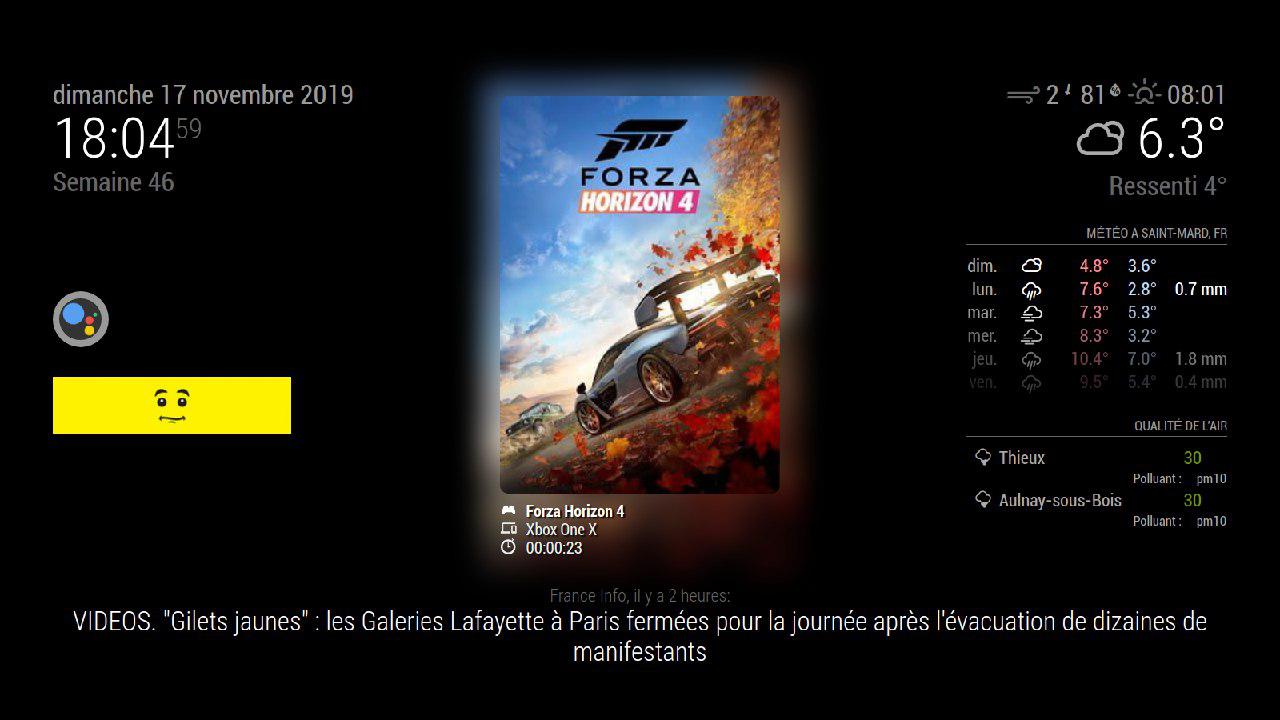 dimanche 17 novembre 2019
18:04 59
Semaine 46
FORZA
HORIZON 4
Forza Horizon 4
Xbox One X
00:00:23
2 81 % 08:01
6.3°
Ressenti 4°
MÉTÉO A SAINT-MARD, FR
dim. 4.8° 3.6°
lun. 7.6° 2.8° 0.7 mm
mar. 7.3° 5.3°
mer. 8.3° 3.2°
jeu. 10.4° 7.0° 1.8 mm
ven. 9.5° 5.4° 0.4 mm
QUALITÉ DE L'AIR
Thieux 30
Polluant : pm10
Aulnay-sous-Bois 30
Polluant : pm10
France Info, il y a 2 heures:
VIDEOS. "Gilets jaunes" : les Galeries Lafayette à Paris fermées pour la journée après l'évacuation de dizaines de
manifestants